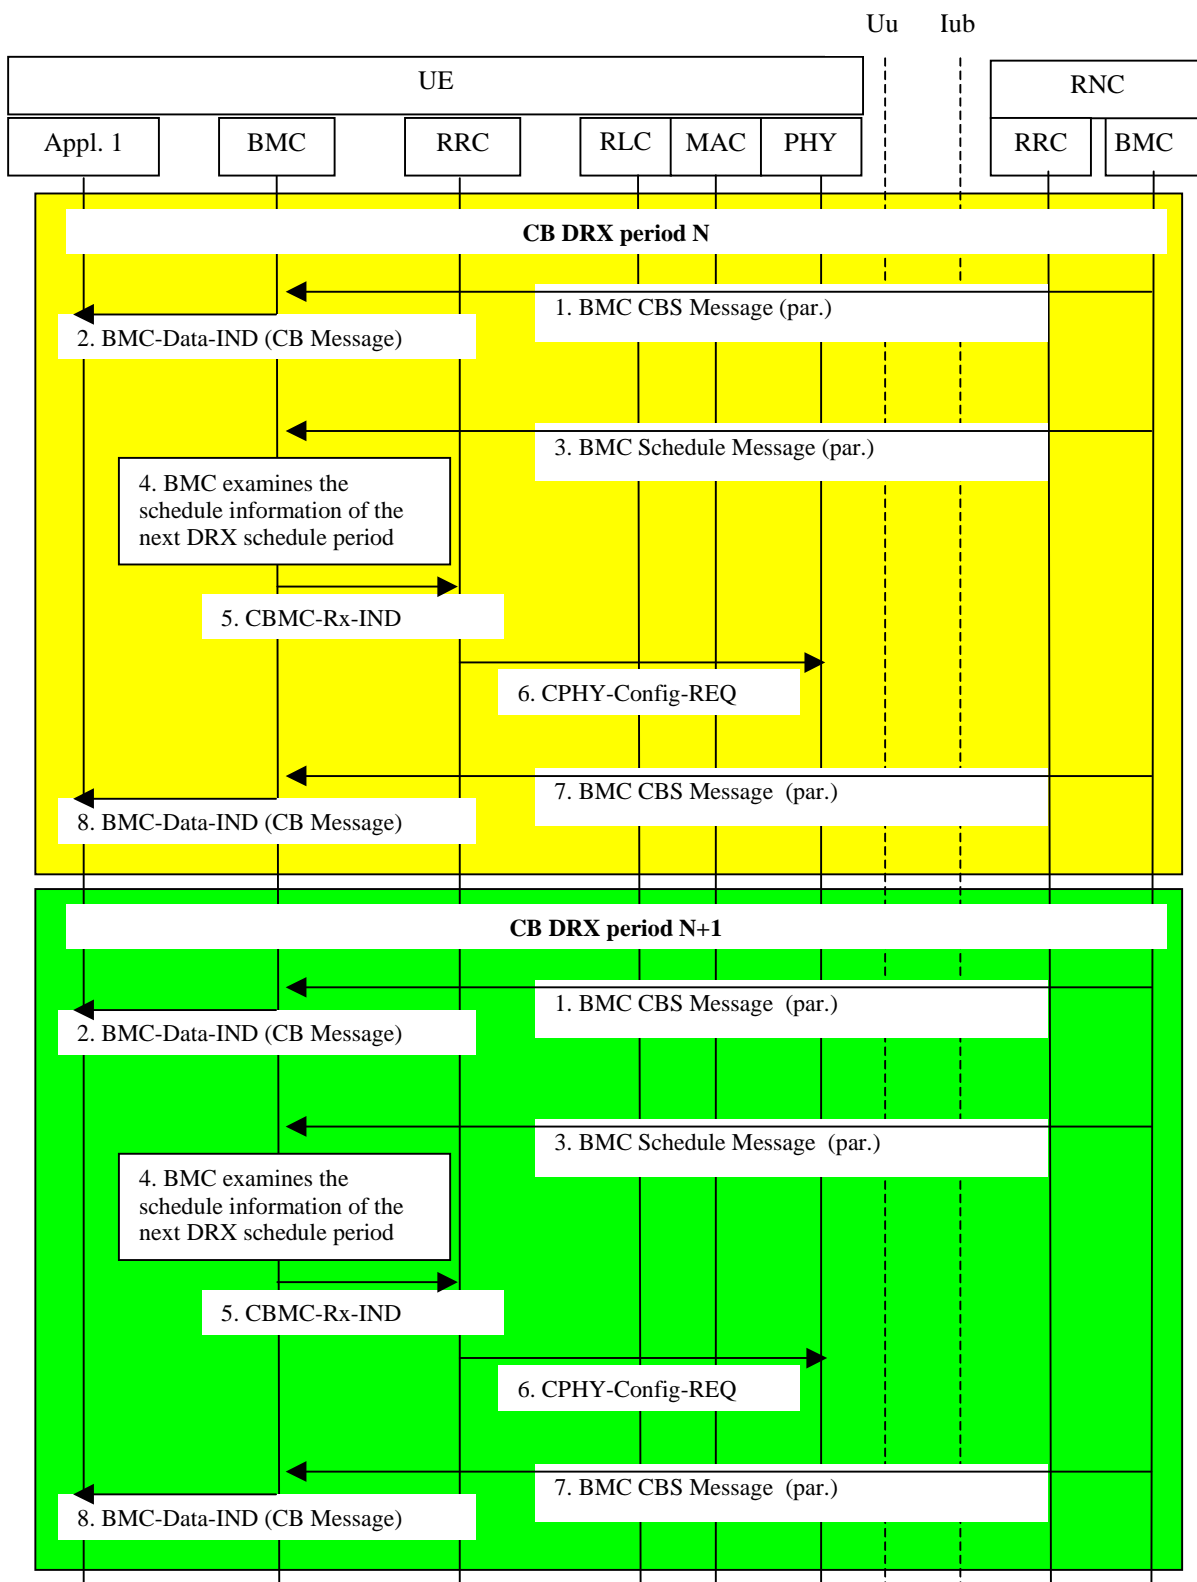 Uu Iub
UE
RNC
Appl. 1 BMC RRC RLC MAC PHY RRC BMC
CB DRX period N
1. BMC CBS Message (par.)
2. BMC-Data-IND (CB Message)
3. BMC Schedule Message (par.)
4. BMC examines the
schedule information of the
next DRX schedule period
5. CBMC-Rx-IND
6. CPHY-Config-REQ
7. BMC CBS Message (par.)
8. BMC-Data-IND (CB Message)
CB DRX period N+1
1. BMC CBS Message (par.)
2. BMC-Data-IND (CB Message)
3. BMC Schedule Message (par.)
4. BMC examines the
schedule information of the
next DRX schedule period
5. CBMC-Rx-IND
6. CPHY-Config-REQ
7. BMC CBS Message (par.)
8. BMC-Data-IND (CB Message)